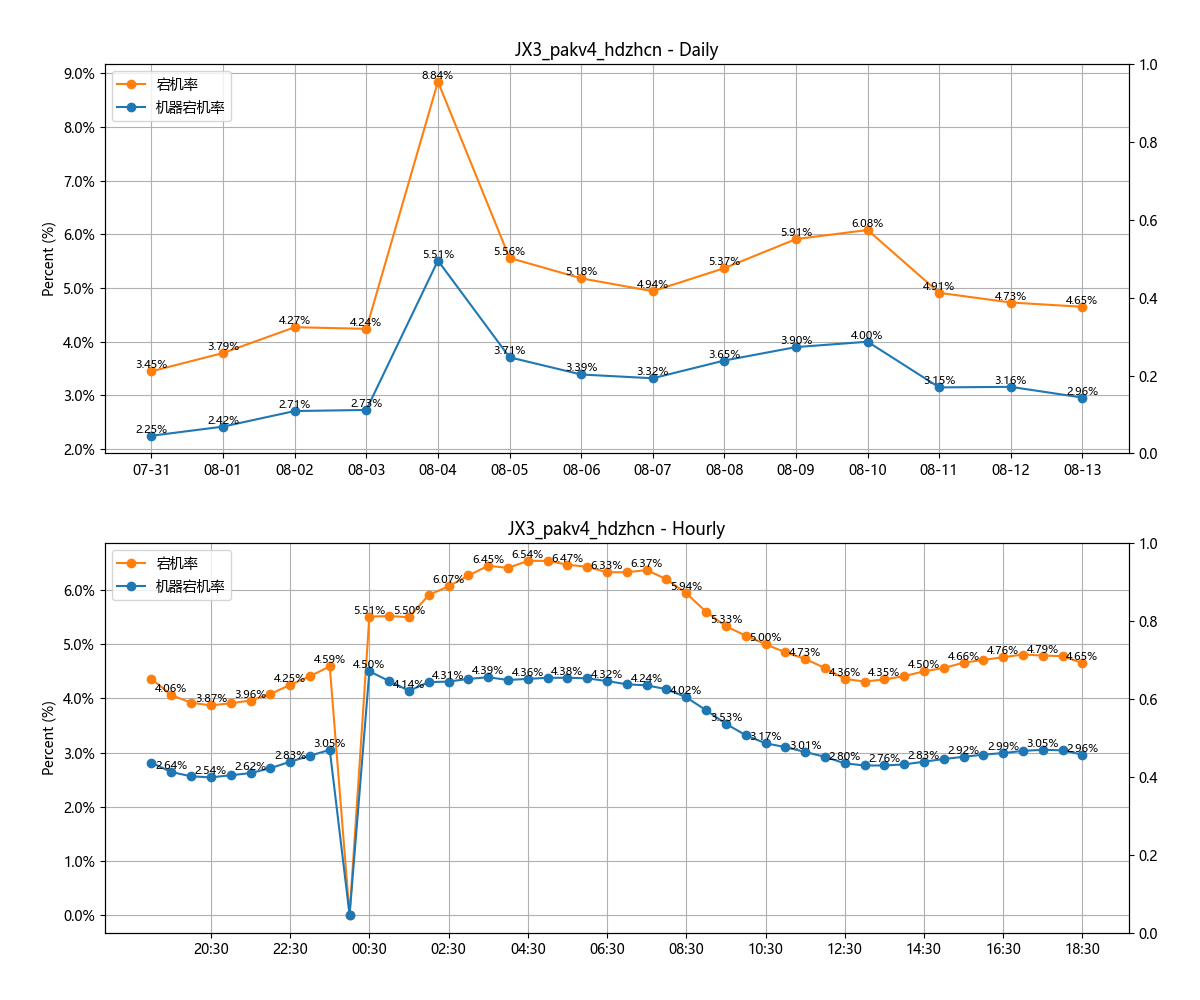 JX3_pakv4_hdzhcn - Daily
宕机率
机器宕机率
Percent (%)
9.0%
8.0%
7.0%
6.0%
5.0%
4.0%
3.0%
2.0%
1.0
0.8
0.6
0.4
0.2
0.0
3.45% 3.79% 4.27% 4.24% 8.84% 5.56% 5.18% 4.94% 5.37% 5.91% 6.08% 4.91% 4.73% 4.65%
2.25% 2.42% 2.71% 2.73% 5.51% 3.71% 3.39% 3.32% 3.65% 3.90% 4.00% 3.15% 3.16% 2.96%
07-31 08-01 08-02 08-03 08-04 08-05 08-06 08-07 08-08 08-09 08-10 08-11 08-12 08-13
JX3_pakv4_hdzhcn - Hourly
宕机率
机器宕机率
Percent (%)
6.0%
5.0%
4.0%
3.0%
2.0%
1.0%
0.0%
1.0
0.8
0.6
0.4
0.2
0.0
4.06% 3.87% 3.96% 4.25% 4.59% 5.51% 5.50% 6.07% 6.45% 6.54% 6.47% 6.33% 6.37% 5.94% 5.33% 5.00% 4.73% 4.36% 4.35% 4.50% 4.66% 4.76% 4.79% 4.65%
2.64% 2.54% 2.62% 2.83% 3.05% 4.50% 4.14% 4.31% 4.39% 4.36% 4.38% 4.32% 4.24% 4.02% 3.53% 3.17% 3.01% 2.80% 2.76% 2.83% 2.92% 2.99% 3.05% 2.96%
20:30 22:30 00:30 02:30 04:30 06:30 08:30 10:30 12:30 14:30 16:30 18:30